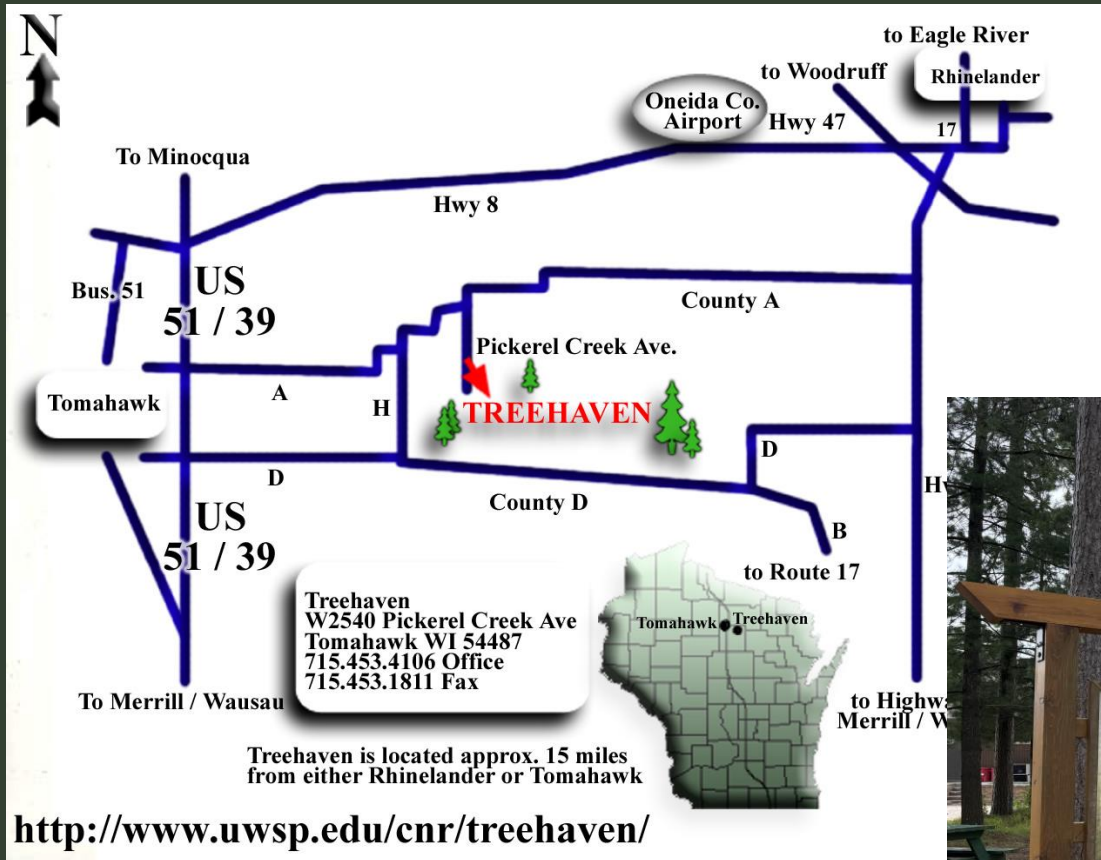 N
to Eagle River
to Woodruff
Rhinelander
Oneida Co.
Airport
Hwy 47
17
To Minocqua
Hwy 8
Bus. 51
US
51 / 39
County A
Pickerel Creek Ave.
A
Tomahawk
H
TREEHAVEN
D
D
County D
US
51 / 39
B
to Route 17
Treehaven
W2540 Pickerel Creek Ave
Tomahawk WI 54487
715.453.4106 Office
715.453.1811 Fax
Tomahawk
Treehaven
To Merrill / Wausau
to
Merrill /
Treehaven is located approx. 15 miles
from either Rhinelander or Tomahawk
http://www.uwsp.edu/cnr/treehaven/